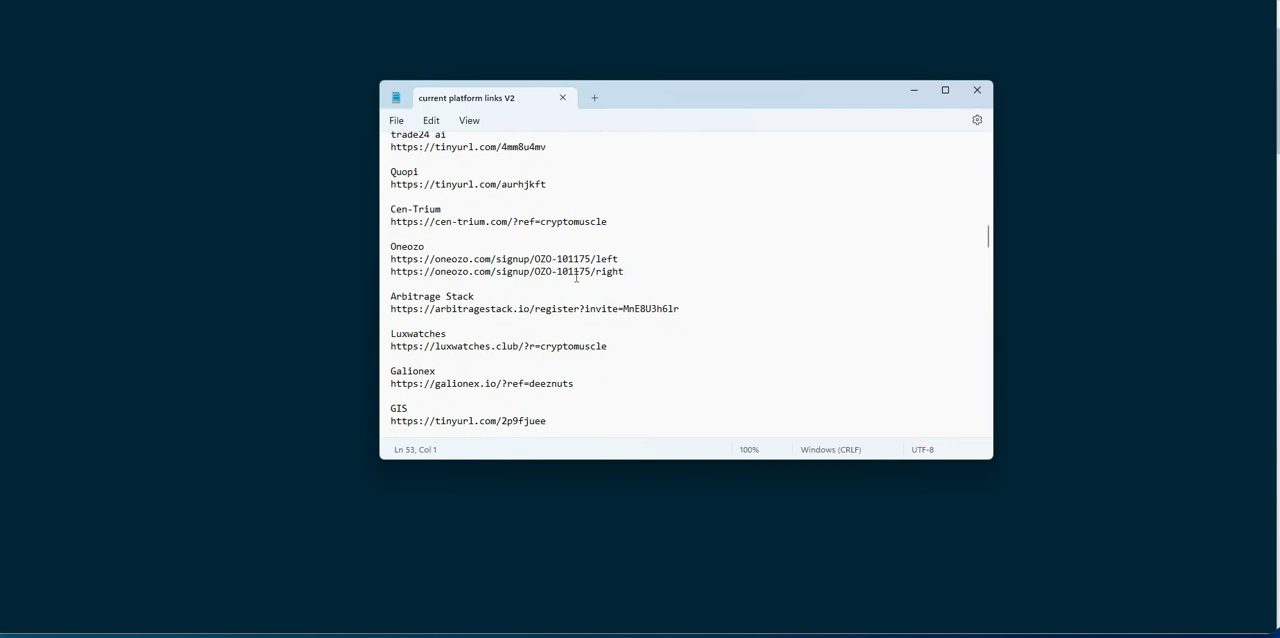 current platform links V2
File Edit View
trade24 ai
https://tinyurl.com/4mm8u4mv
Quopi
https://tinyurl.com/aurhjkft
Cen-Trium
https://cen-trium.com/?ref=cryptomuscle
Oneozo
https://oneozo.com/signup/OZO-101175/left
https://oneozo.com/signup/OZO-101175/right
Arbitrage Stack
https://arbitragestack.io/register?invite=MnE8U3h6lr
Luxwatches
https://luxwatches.club/?r=cryptomuscle
Galionex
https://galionex.io/?ref=deeznuts
GIS
https://tinyurl.com/2p9fjuee
Ln 53, Col 1 100% Windows (CRLF) UTF-8